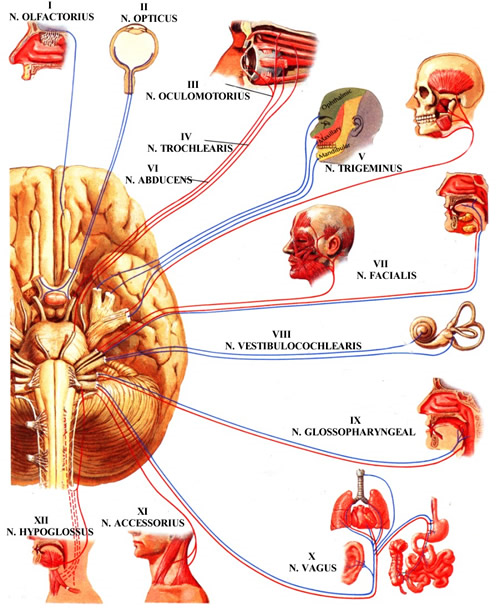 I
N. OLFACTORIUS
II
N. OPTICUS
III
N. OCULOMOTORIUS
IV
N. TROCHLEARIS
VI
N. ABDUCENS
Ophthalmic
Maxillary
Mandibular
V
N. TRIGEMINUS
VII
N. FACIALIS
VIII
N. VESTIBULOCOCHLEARIS
IX
N. GLOSSOPHARYNGEAL
X
N. VAGUS
XI
N. ACCESSORIUS
XII
N. HYPOGLOSSUS